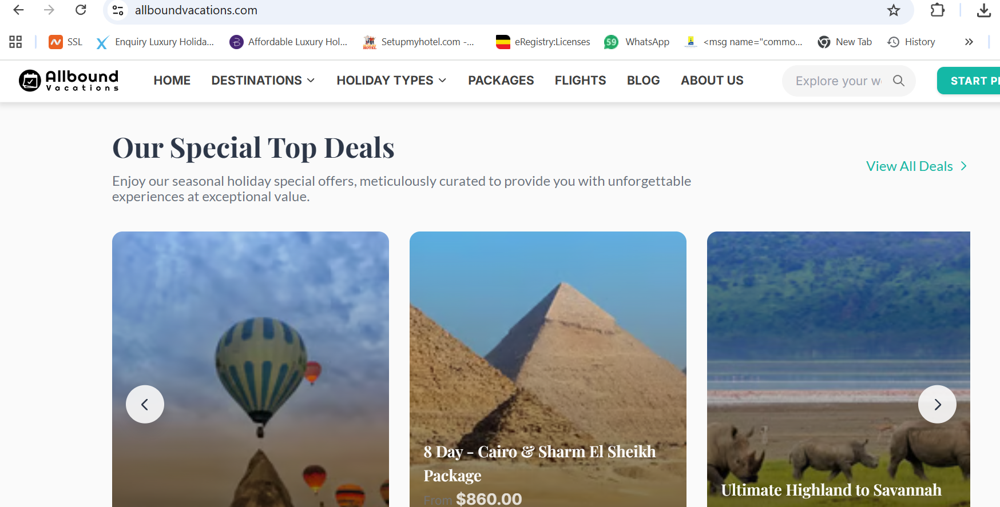 allboundvacations.com
SSL
Enquiry Luxury Holida...
Affordable Luxury Hol...
Setupmyhotel.com -...
eRegistry:Licenses
59
WhatsApp
<msg name="commo...
New Tab
History
Allbound
Vacations
HOME
DESTINATIONS
HOLIDAY TYPES
PACKAGES
FLIGHTS
BLOG
ABOUT US
Explore your w
START P
Our Special Top Deals
View All Deals
Enjoy our seasonal holiday special offers, meticulously curated to provide you with unforgettable
experiences at exceptional value.
8 Day - Cairo & Sharm El Sheikh
Package
From $860.00
Ultimate Highland to Savannah